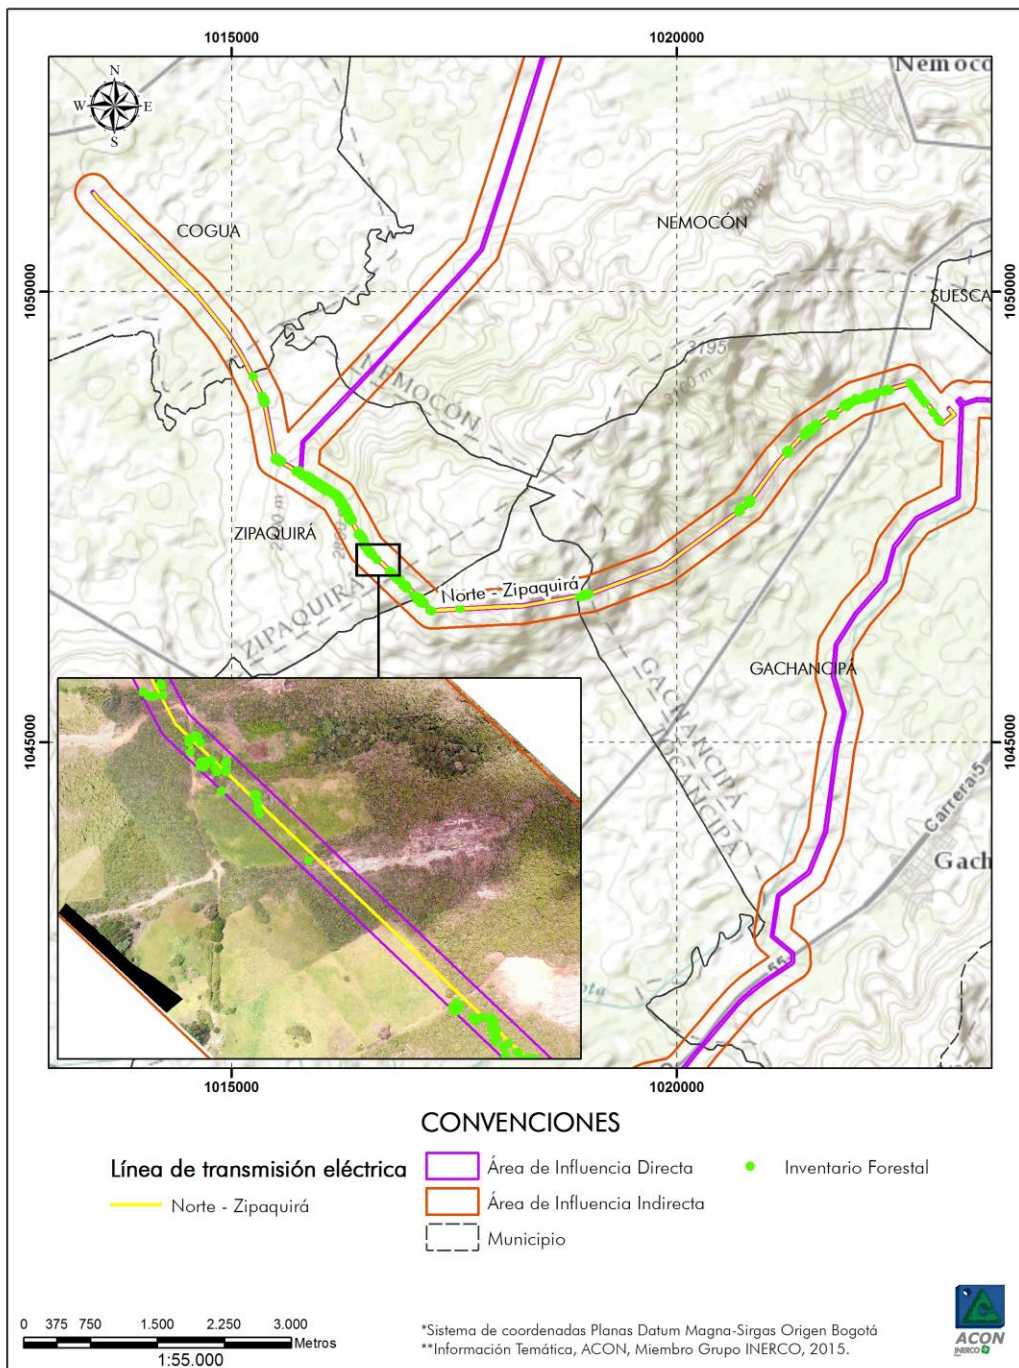 1015000
1020000
N
W
E
S
Nemoco
COGUA
NEMOCÓN
SUESCA
1050000
1050000
3195
3100 m
NEMOCÓN
ZIPAQUIRÁ
Norte - Zipaquirá
ZIPAQUIRÁ
GACHANCIPÁ
GACHANCIPÁ
TOCANCIPÁ
1045000
1045000
Carrera 5
Gach
55
1015000
1020000
CONVENCIONES
Línea de transmisión eléctrica
Norte - Zipaquirá
Área de Influencia Directa
Área de Influencia Indirecta
Municipio
Inventario Forestal
0 375 750 1.500 2.250 3.000
Metros
1:55.000
*Sistema de coordenadas Planas Datum Magna-Sirgas Origen Bogotá
**Información Temática, ACON, Miembro Grupo INERCO, 2015.
ACON
INERCO